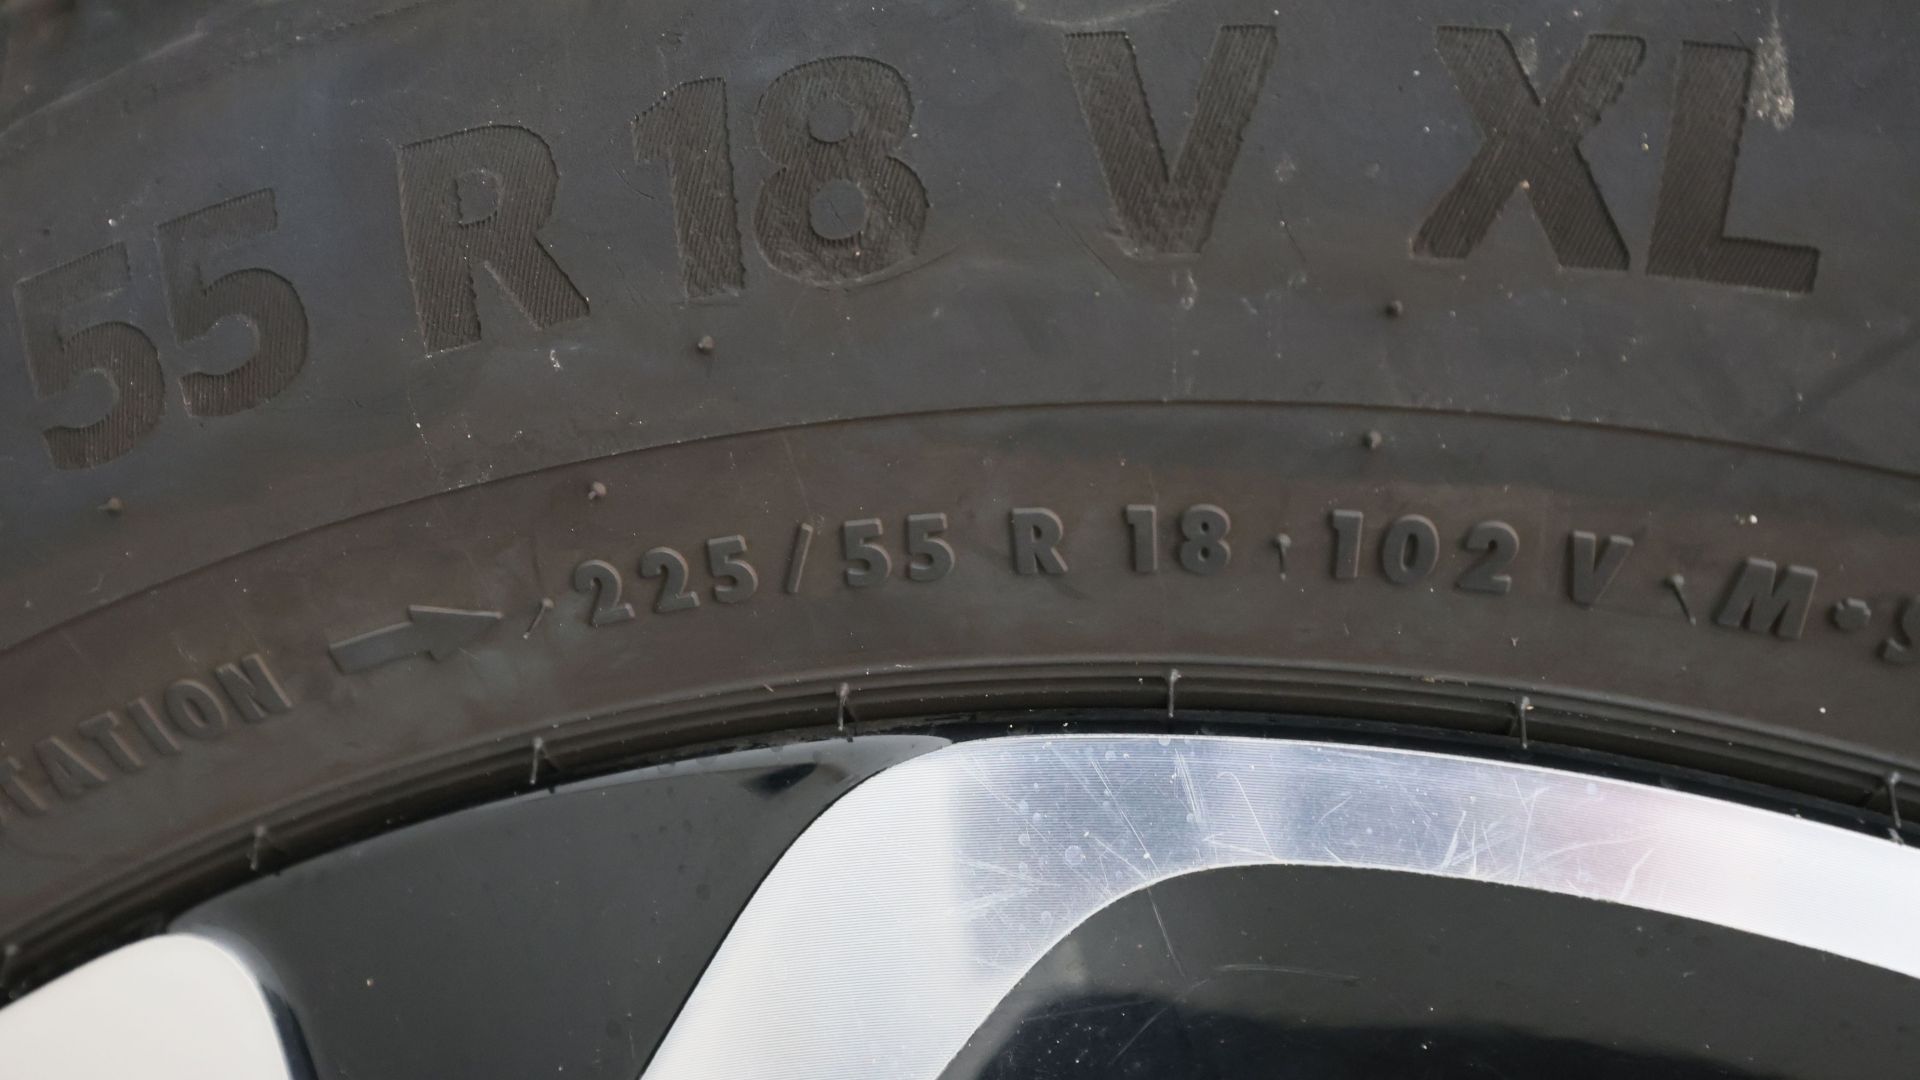 55 R 18 V XL
TATION → 225/55 R 18 · 102 V · M·S